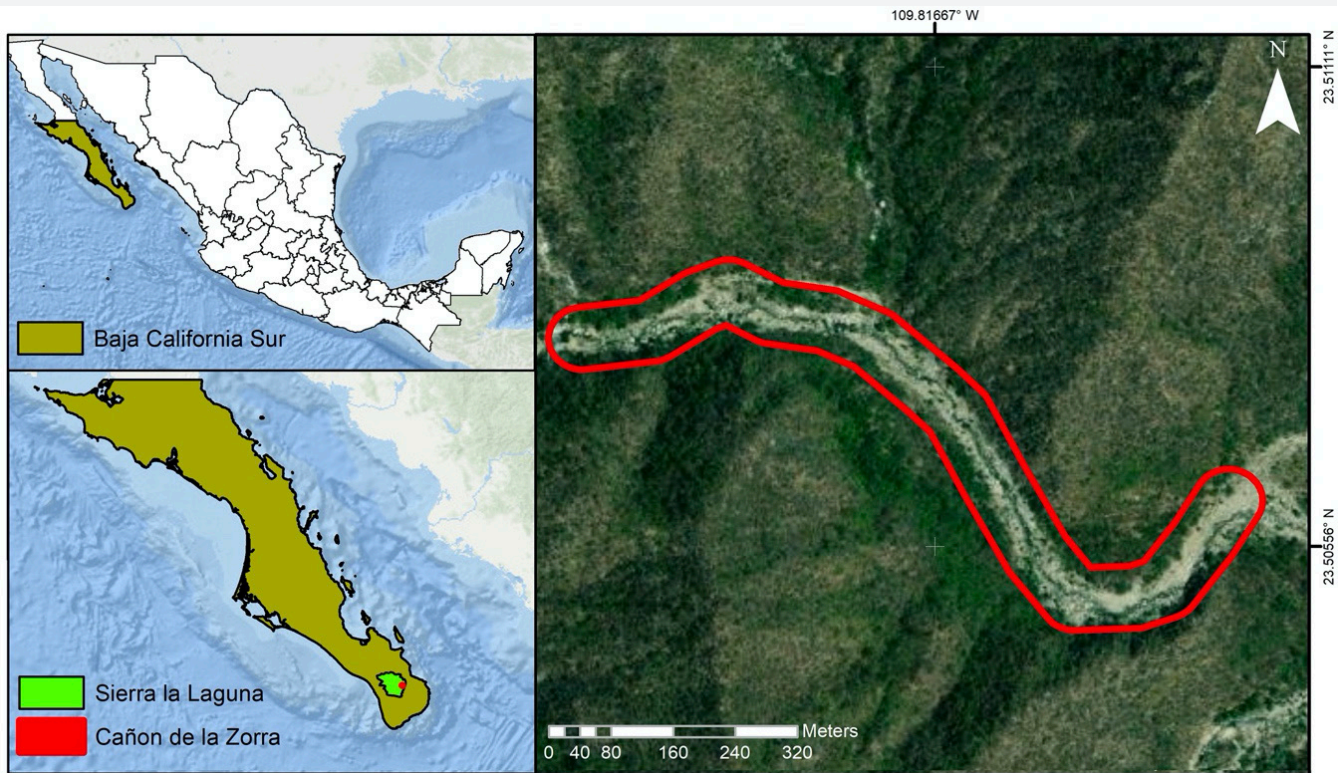 109.81667° W
N
23.51111° N
Baja California Sur
23.50556° N
Sierra la Laguna
Cañon de la Zorra
Meters
0 40 80 160 240 320